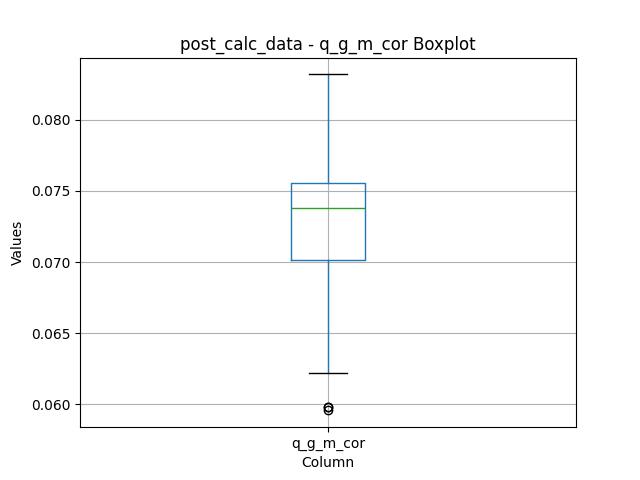 post_calc_data - q_g_m_cor Boxplot
0.080
0.075
0.070
0.065
0.060
Values
q_g_m_cor
Column